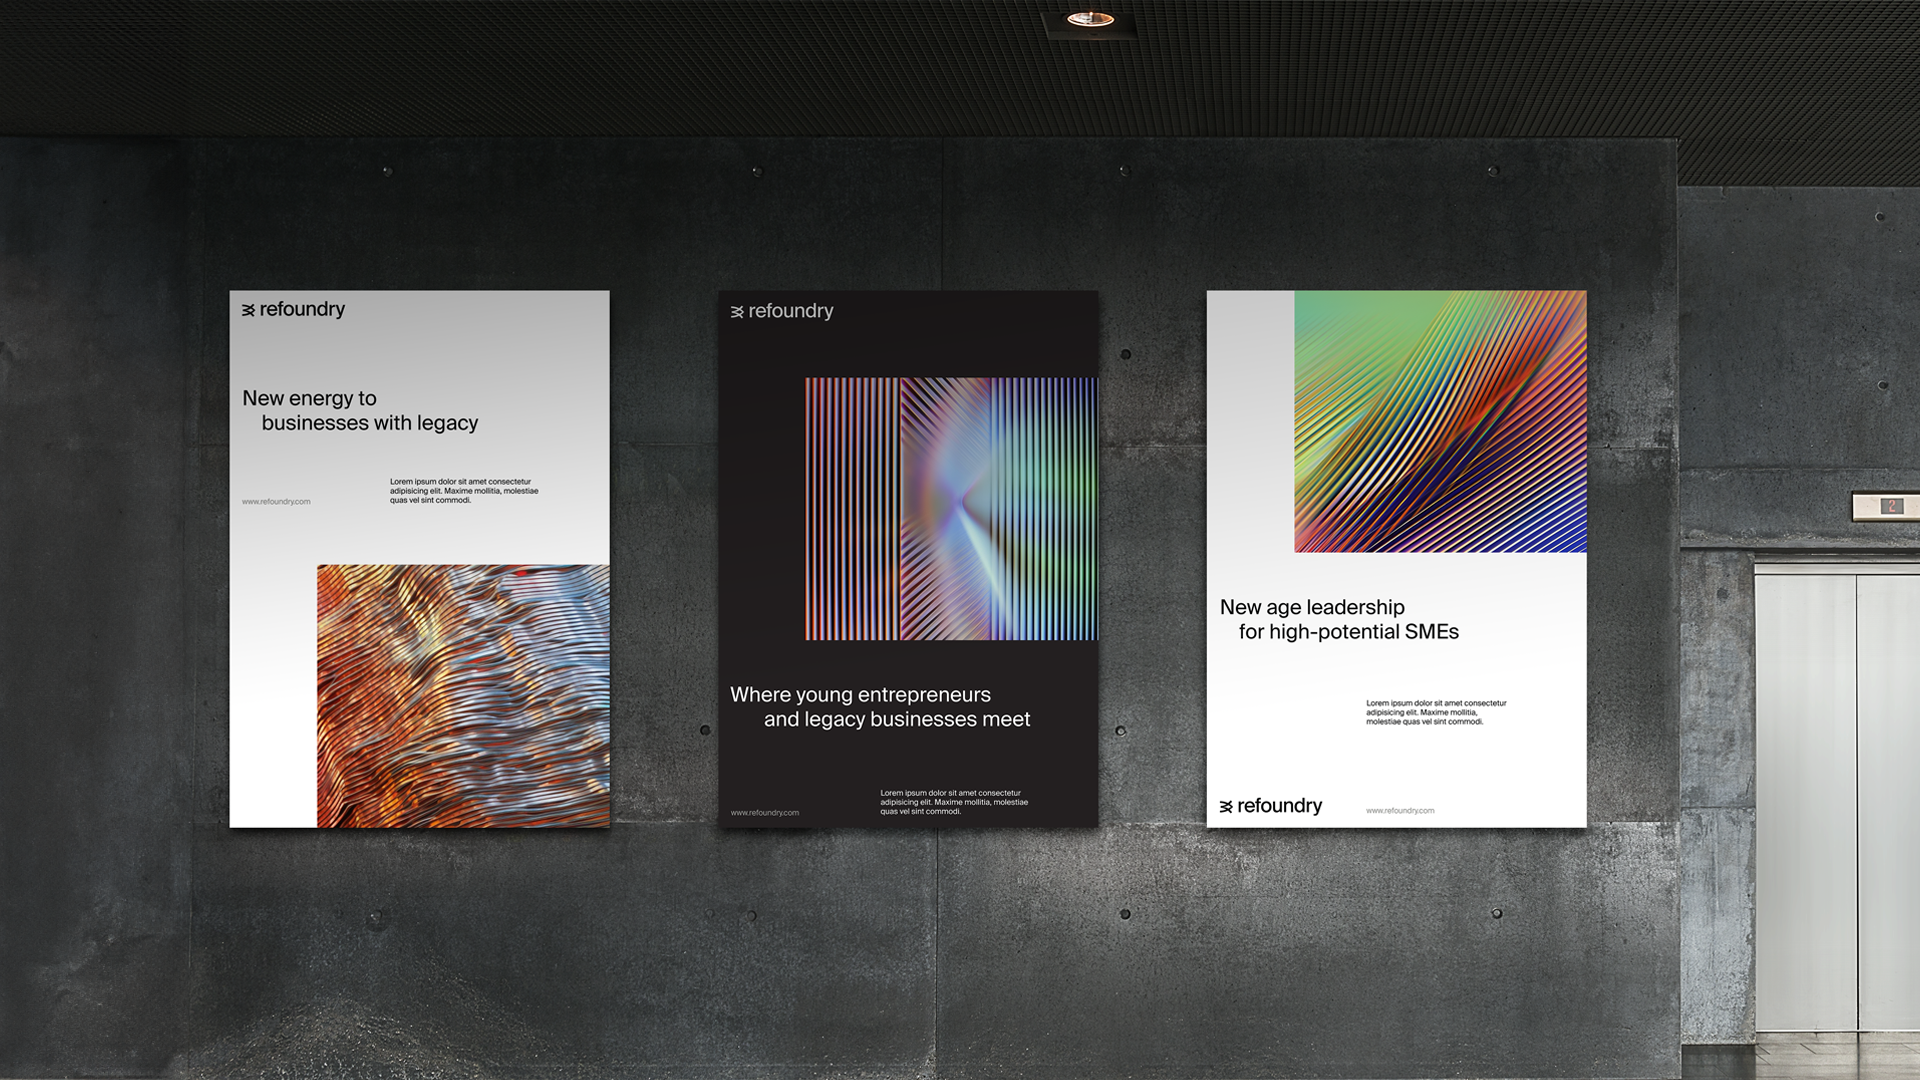 refoundry
New energy to
businesses with legacy
Lorem ipsum dolor sit amet consectetur
adipisicing elit. Maxime mollitia, molestiae
quas vel sint commodi.
www.refoundry.com
refoundry
Where young entrepreneurs
and legacy businesses meet
Lorem ipsum dolor sit amet consectetur
adipisicing elit. Maxime mollitia, molestiae
quas vel sint commodi.
www.refoundry.com
New age leadership
for high-potential SMEs
Lorem ipsum dolor sit amet consectetur
adipisicing elit. Maxime mollitia,
molestiae quas vel sint commodi.
refoundry
www.refoundry.com
2